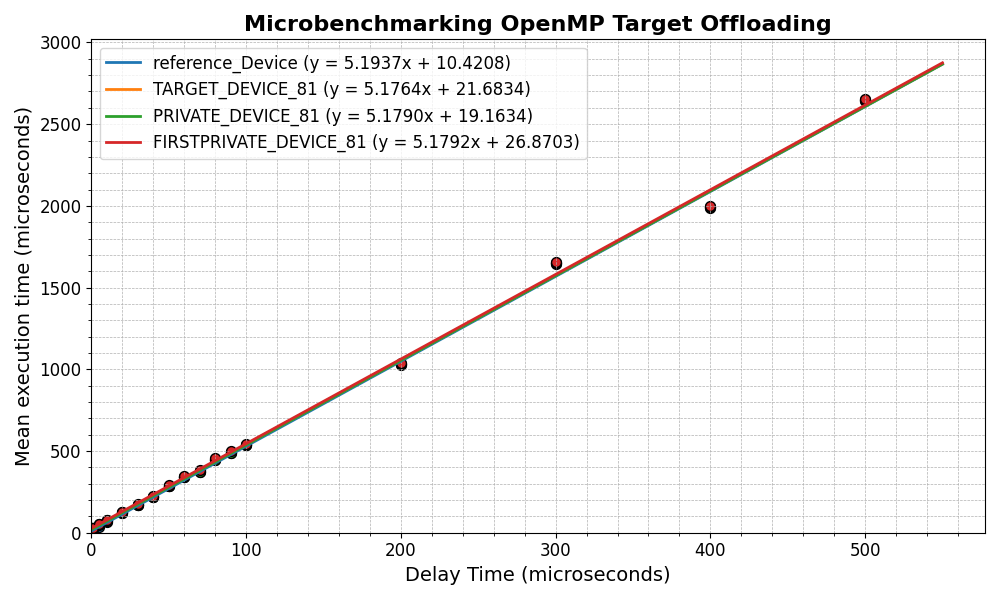 Microbenchmarking OpenMP Target Offloading
reference_Device (y = 5.1937x + 10.4208)
TARGET_DEVICE_81 (y = 5.1764x + 21.6834)
PRIVATE_DEVICE_81 (y = 5.1790x + 19.1634)
FIRSTPRIVATE_DEVICE_81 (y = 5.1792x + 26.8703)
Mean execution time (microseconds)
3000
2500
2000
1500
1000
500
0
0 100 200 300 400 500
Delay Time (microseconds)